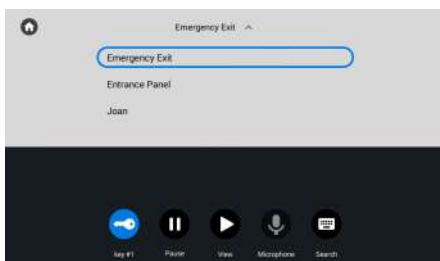 Emergency Exit
Emergency Exit
Entrance Panel
Joan
key #1 Pause View Microphone Search